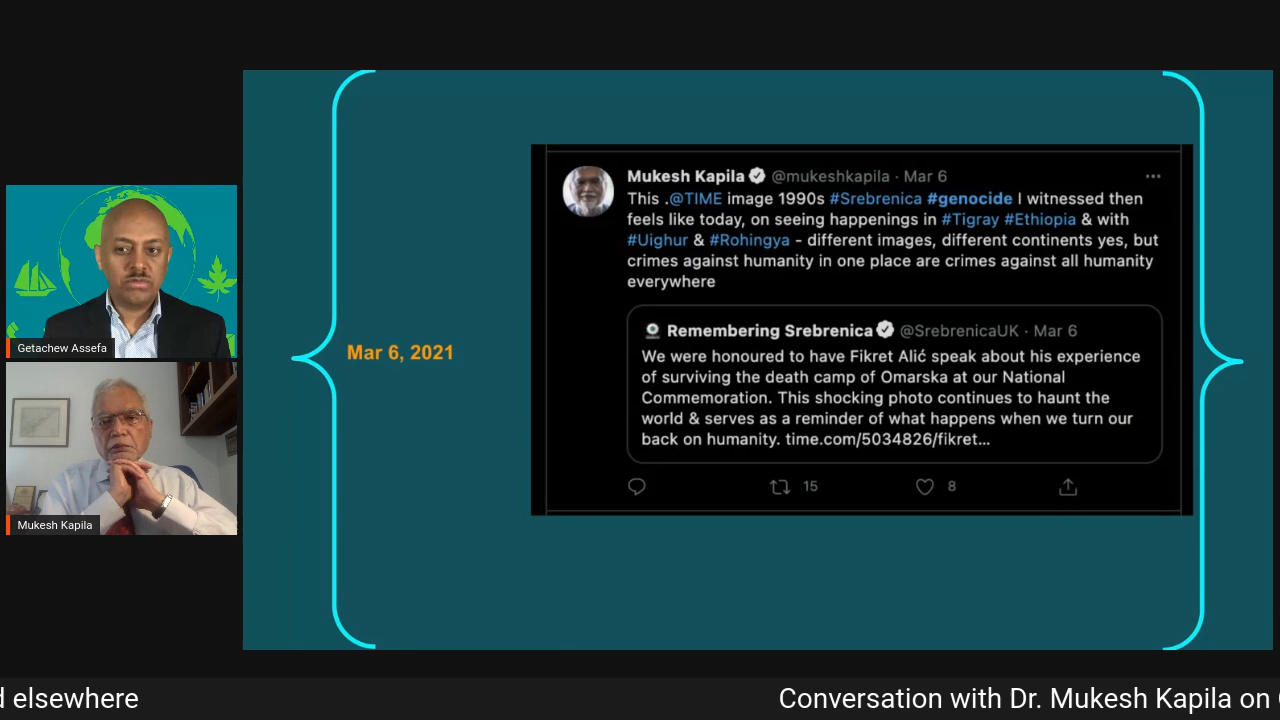 Getachew Assefa
Mukesh Kapila
Mar 6, 2021
Mukesh Kapila @mukeshkapila · Mar 6
This .@TIME image 1990s #Srebrenica #genocide I witnessed then
feels like today, on seeing happenings in #Tigray #Ethiopia & with
#Uighur & #Rohingya - different images, different continents yes, but
crimes against humanity in one place are crimes against all humanity
everywhere
Remembering Srebrenica @SrebrenicaUK · Mar 6
We were honoured to have Fikret Alić speak about his experience
of surviving the death camp of Omarska at our National
Commemoration. This shocking photo continues to haunt the
world & serves as a reminder of what happens when we turn our
back on humanity. time.com/5034826/fikret...
15 8
elsewhere Conversation with Dr. Mukesh Kapila on